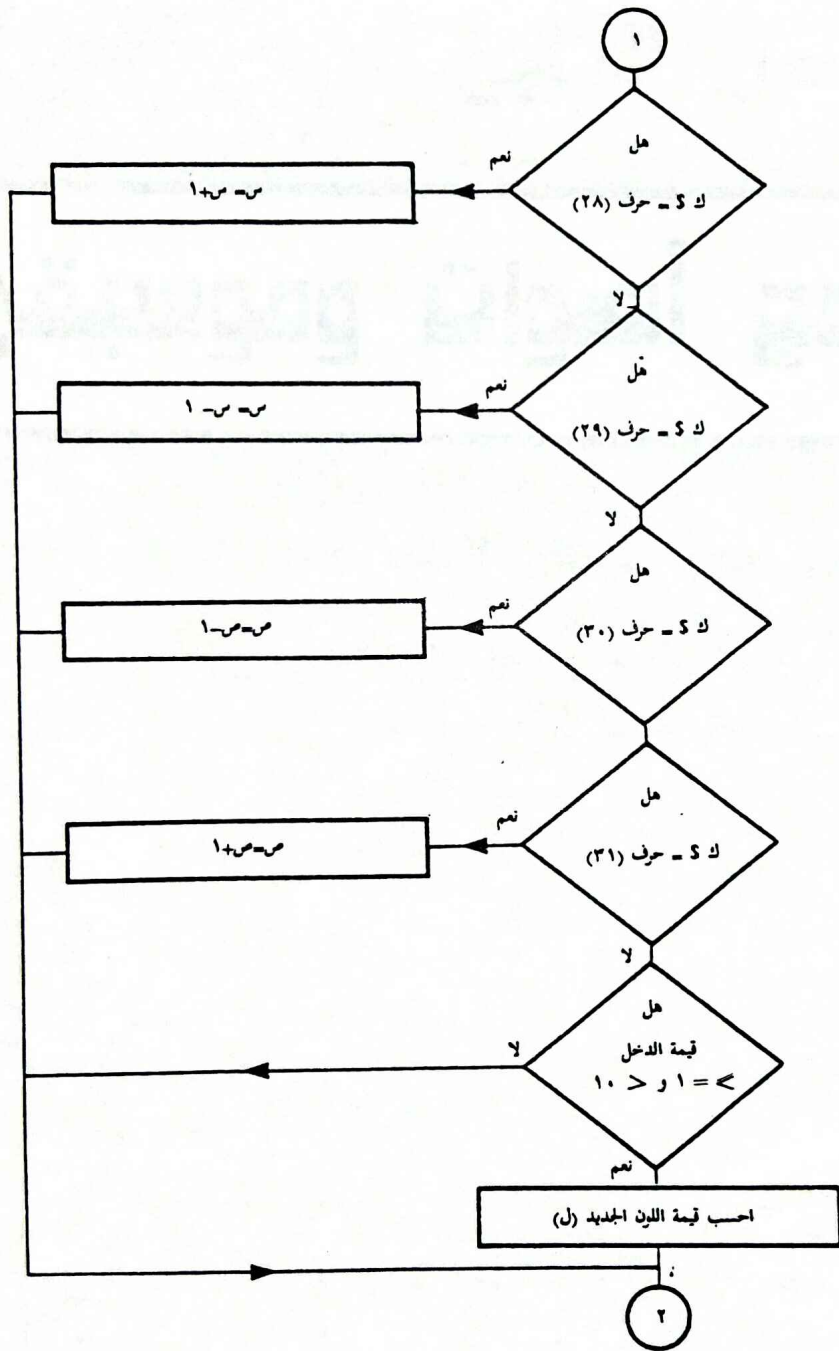 ١
هل
ك S = حرف (٢٨)
نعم
س= س+١
لا
هل
ك S = حرف (٢٩)
نعم
س= س- ١
لا
هل
ك S = حرف (٣٠)
نعم
ص=ص-١
هل
ك S = حرف (٣١)
نعم
ص=ص+١
لا
هل
قيمة الدخل
لا
≽ = ١ و < ١٠
نعم
احسب قيمة اللون الجديد (ل)
٢